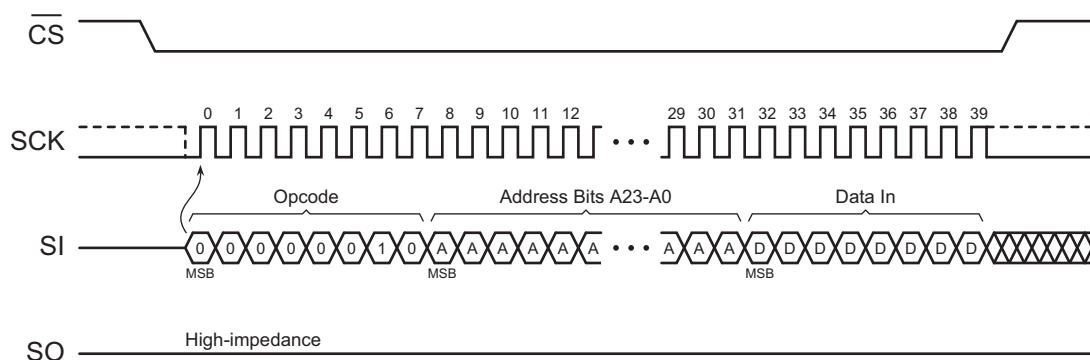 CS
0 1 2 3 4 5 6 7 8 9 10 11 12 29 30 31 32 33 34 35 36 37 38 39
SCK
Opcode Address Bits A23-A0 Data In
SI 0 0 0 0 0 0 1 0 A A A A A A A A A D D D D D D D D
MSB MSB MSB
High-impedance
SO